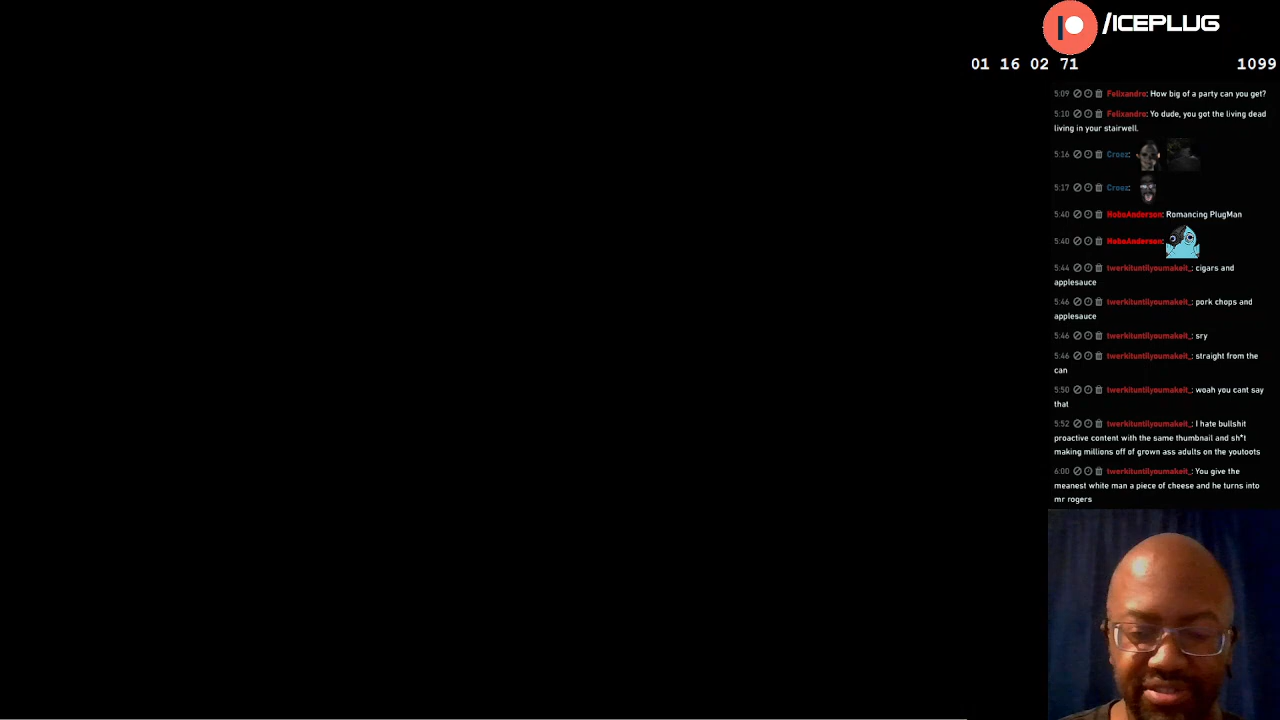 /ICEPLUG
01 16 02 71 1099
5:09 Felixandro: How big of a party can you get?
5:10 Felixandro: Yo dude, you got the living dead
living in your stairwell.
5:16 Creez:
5:17 Creez:
5:40 HoboAnderson: Romancing PlugMan
5:40 HoboAnderson:
5:44 twerkituntilyoumakeit_: cigars and
applesauce
5:46 twerkituntilyoumakeit_: pork chops and
applesauce
5:46 twerkituntilyoumakeit_: sry
5:46 twerkituntilyoumakeit_: straight from the
can
5:50 twerkituntilyoumakeit_: woah you cant say
that
5:52 twerkituntilyoumakeit_: I hate bullshit
proactive content with the same thumbnail and sh*t
making millions off of grown ass adults on the youtoots
6:00 twerkituntilyoumakeit_: You give the
meanest white man a piece of cheese and he turns into
mr rogers